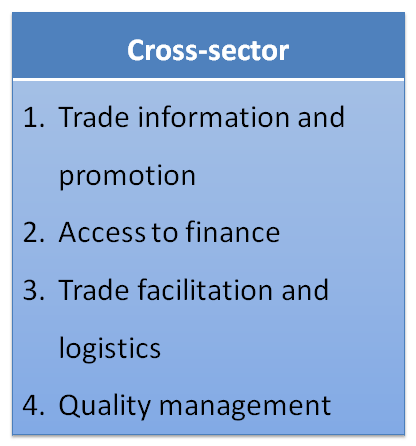 Cross-sector
1. Trade information and
promotion
2. Access to finance
3. Trade facilitation and
logistics
4. Quality management